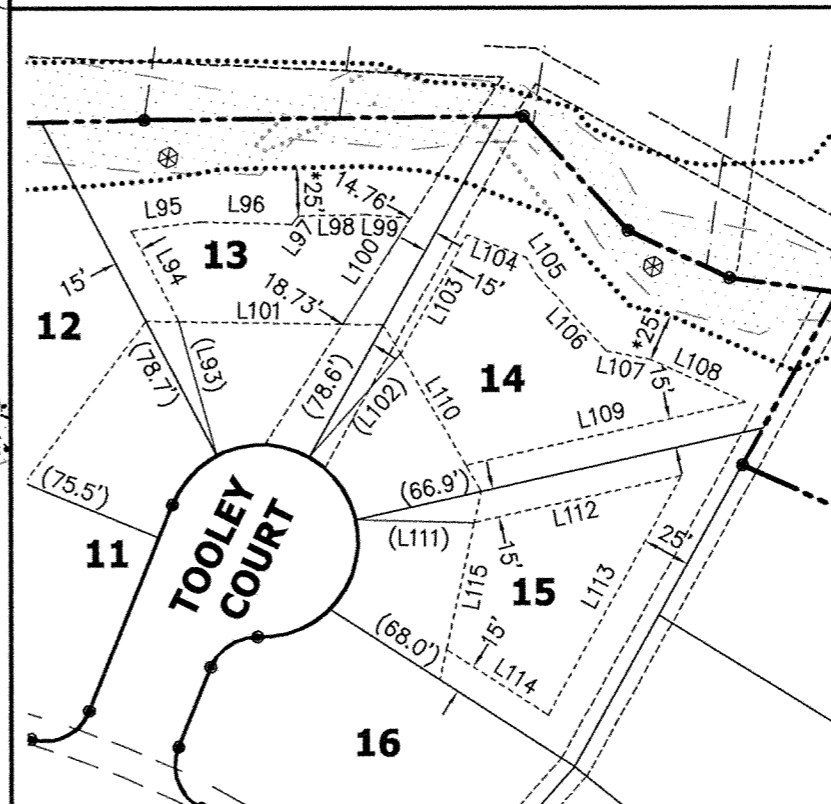 L95
L96
*25'
14.76'
L97
L98
L99
L94
13
L100
L104
L105
15'
18.73'
L103
15'
12
L101
L106
*25'
(78.7')
(L93)
(78.6')
(L102)
L110
14
L107
15'
L108
L109
(75.5')
(66.9')
L112
11
TOOLEY
COURT
(L111)
15'
25'
L115
15
L113
(68.0')
15'
L114
16